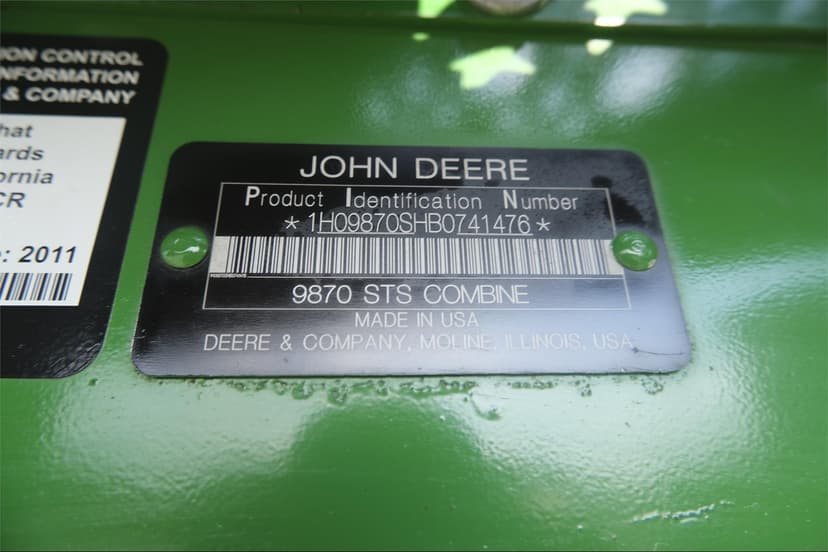 ION CONTROL
NFORMATION
& COMPANY
hat
ards
ornia
CR
: 2011
JOHN DEERE
Product Identification Number
*1H09870SHB0741476*
9870 STS COMBINE
MADE IN USA
DEERE & COMPANY, MOLINE, ILLINOIS, USA